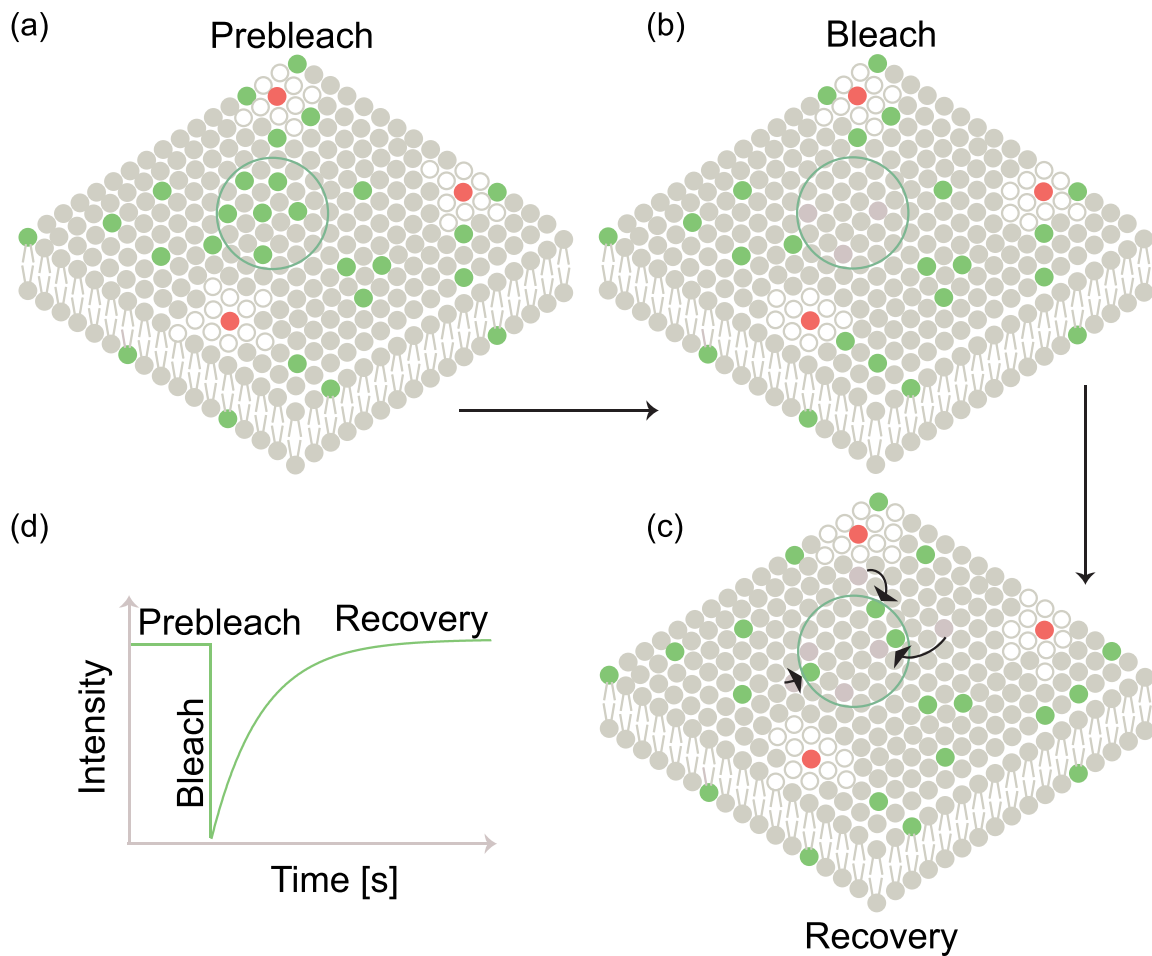 (a)
Prebleach
(b)
Bleach
(d)
Prebleach
Recovery
Bleach
Intensity
Time [s]
(c)
Recovery